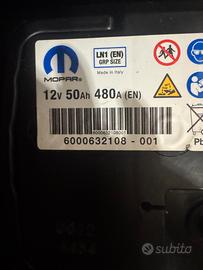 MOPAR
LN1 (EN)
GRP SIZE
Made in Italy
12V 50Ah 480A (EN)
6000632108 - 001
Pb
subito